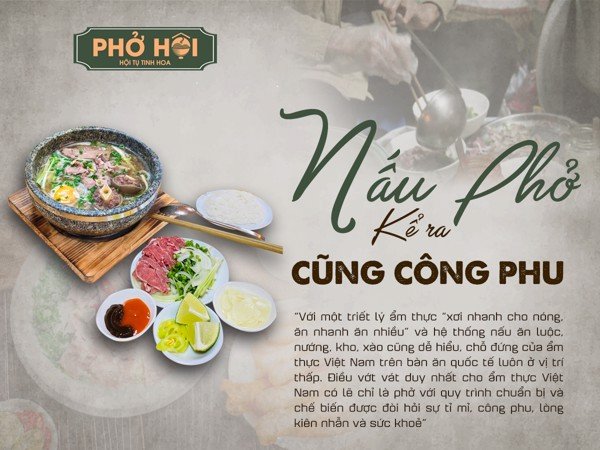 PHỞ HỘI
HỘI TỤ TINH HOA
Nấu Phở
Kể ra
CŨNG CÔNG PHU
"Với một triết lý ẩm thực "xơi nhanh cho nóng,
ăn nhanh ăn nhiều" và hệ thống nấu ăn luộc,
nướng, kho, xào cũng dễ hiểu, chỗ đứng của ẩm
thực Việt Nam trên bàn ăn quốc tế luôn ở vị trí
thấp. Điều vớt vát duy nhất cho ẩm thực Việt
Nam có lẽ chỉ là phở với quy trình chuẩn bị và
chế biến được đòi hỏi sự tỉ mỉ, công phu, lòng
kiên nhẫn và sức khoẻ"